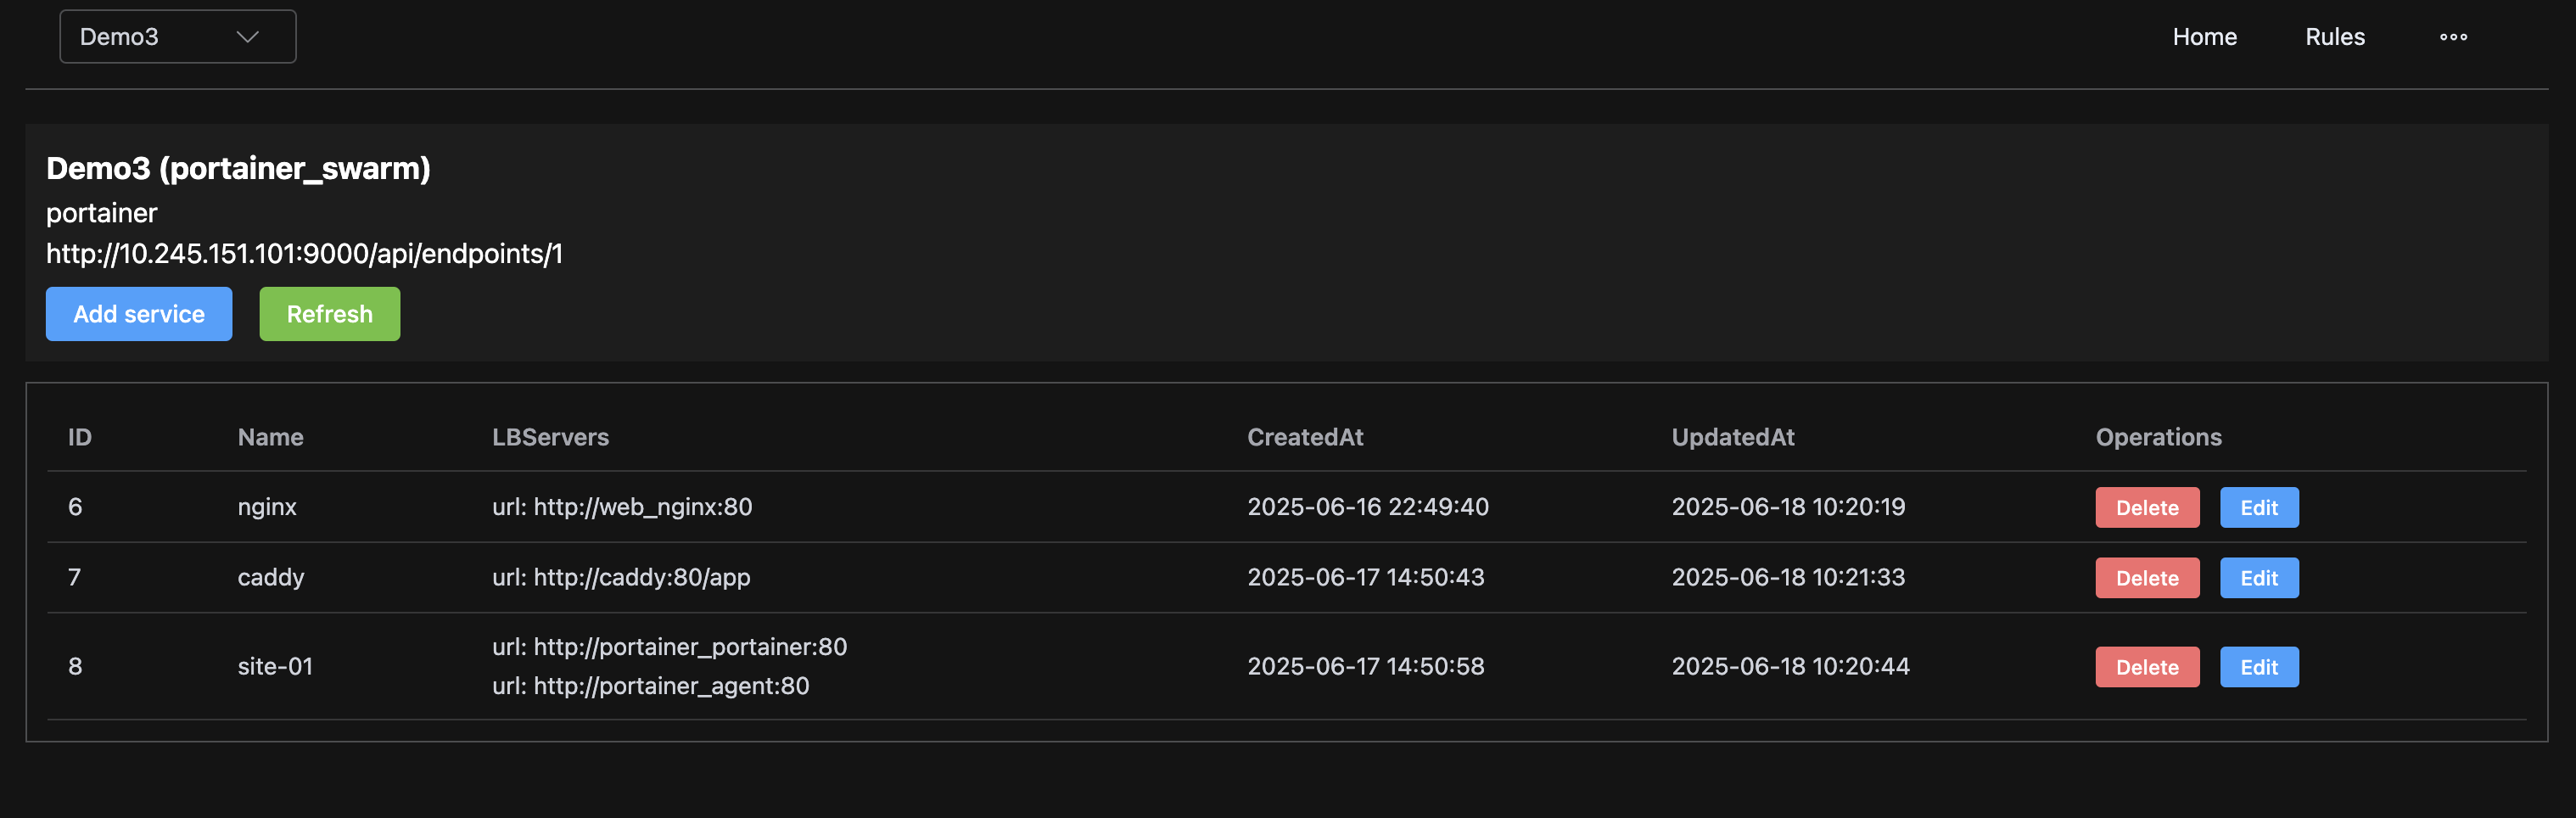 Demo3
Home Rules
Demo3 (portainer_swarm)
portainer
http://10.245.151.101:9000/api/endpoints/1
Add service Refresh
ID Name LBServers CreatedAt UpdatedAt Operations
6 nginx url: http://web_nginx:80 2025-06-16 22:49:40 2025-06-18 10:20:19 Delete Edit
7 caddy url: http://caddy:80/app 2025-06-17 14:50:43 2025-06-18 10:21:33 Delete Edit
8 site-01 url: http://portainer_portainer:80 2025-06-17 14:50:58 2025-06-18 10:20:44 Delete Edit
url: http://portainer_agent:80